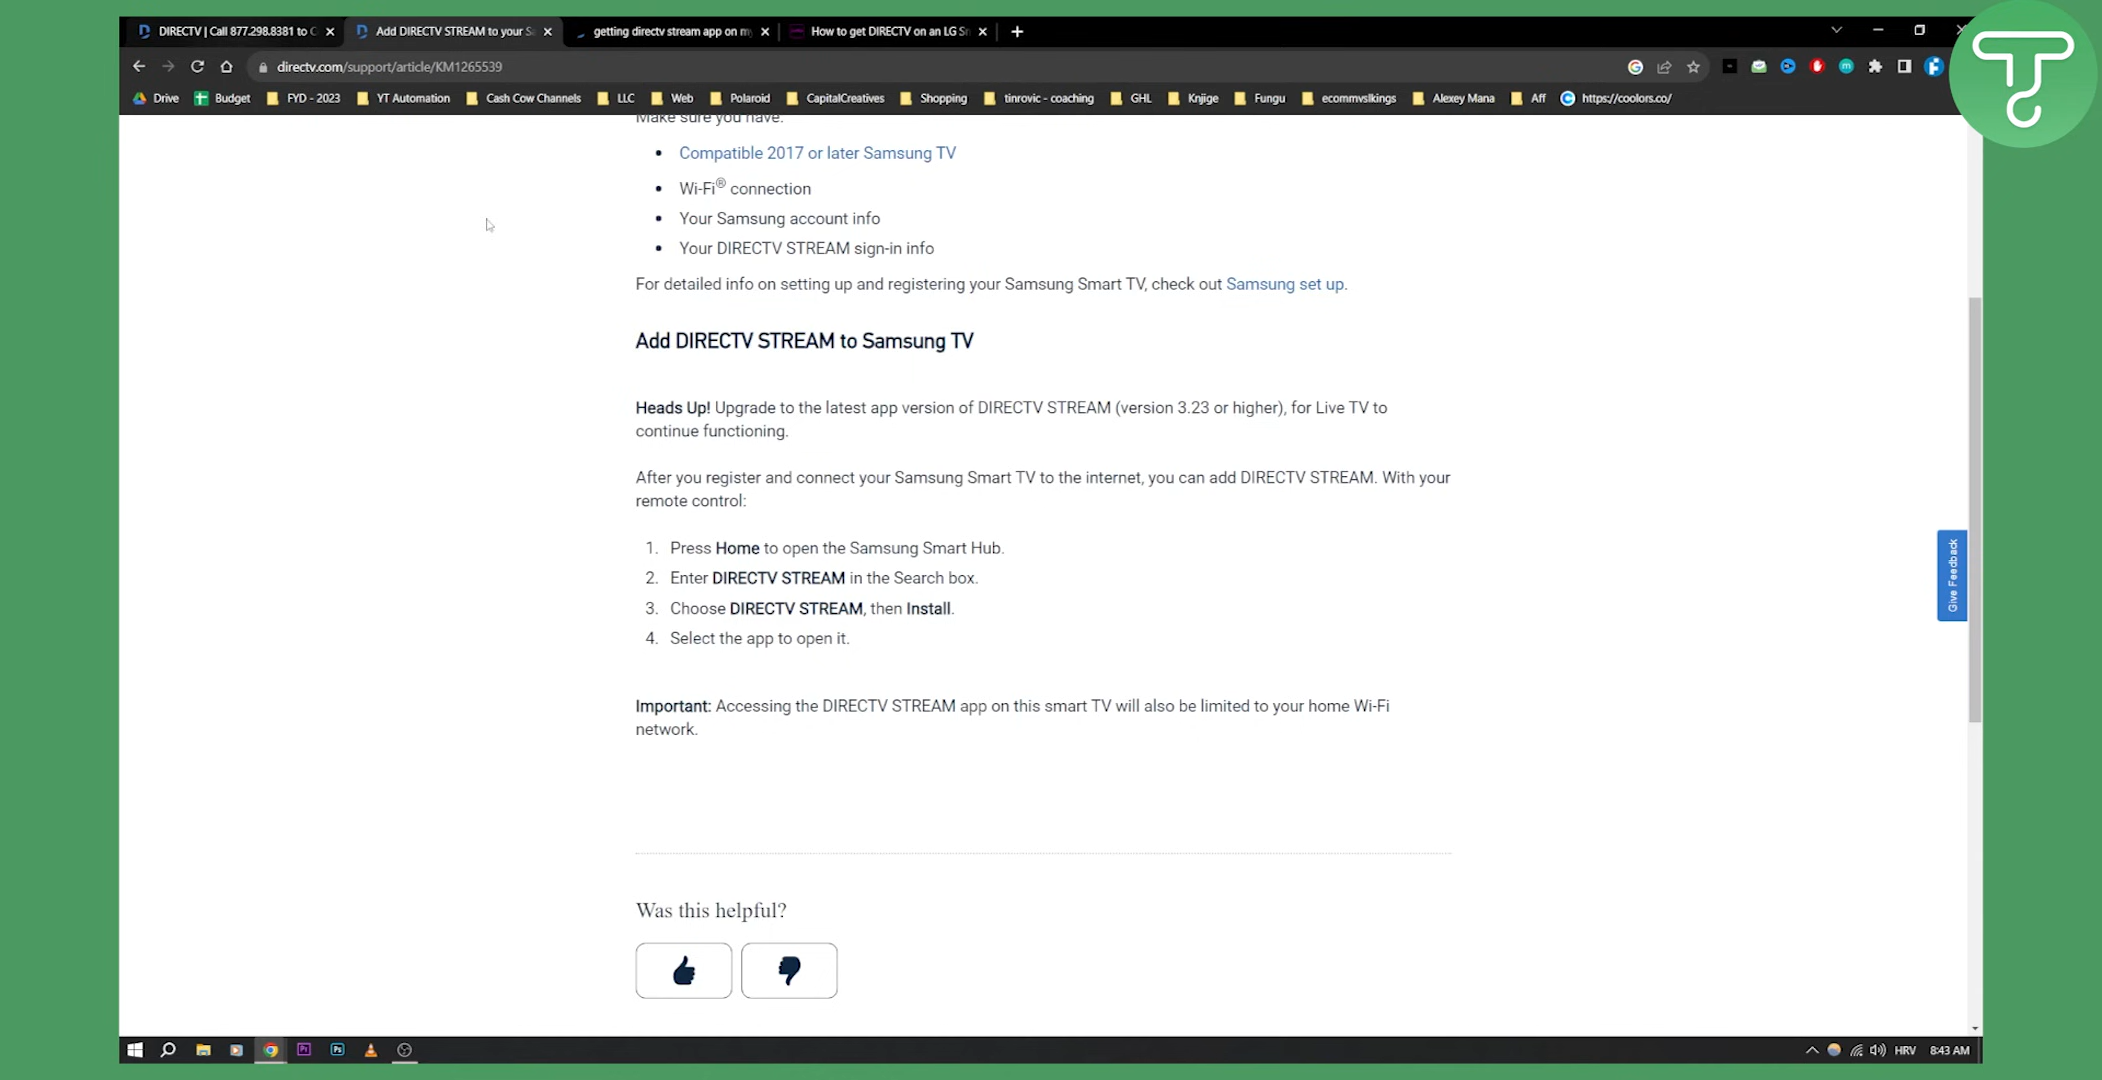 DIRECTV | Call 877.298.8381 to C
Add DIRECTV STREAM to your Sa
getting directv stream app on my
How to get DIRECTV on an LG Sm
directv.com/support/article/KM1265539
Drive
Budget
FYD - 2023
YT Automation
Cash Cow Channels
LLC
Web
Polaroid
CapitalCreatives
Shopping
tinrovic - coaching
GHL
Knjige
Fungu
ecommvslkings
Alexey Mana
Aff
https://coolors.co/
Make sure you have:
• Compatible 2017 or later Samsung TV
• Wi-Fi® connection
• Your Samsung account info
• Your DIRECTV STREAM sign-in info
For detailed info on setting up and registering your Samsung Smart TV, check out Samsung set up.
Add DIRECTV STREAM to Samsung TV
Heads Up! Upgrade to the latest app version of DIRECTV STREAM (version 3.23 or higher), for Live TV to
continue functioning.
After you register and connect your Samsung Smart TV to the internet, you can add DIRECTV STREAM. With your
remote control:
1. Press Home to open the Samsung Smart Hub.
2. Enter DIRECTV STREAM in the Search box.
3. Choose DIRECTV STREAM, then Install.
4. Select the app to open it.
Give Feedback
Important: Accessing the DIRECTV STREAM app on this smart TV will also be limited to your home Wi-Fi
network.
Was this helpful?
Pr
Ps
HRV
8:43 AM